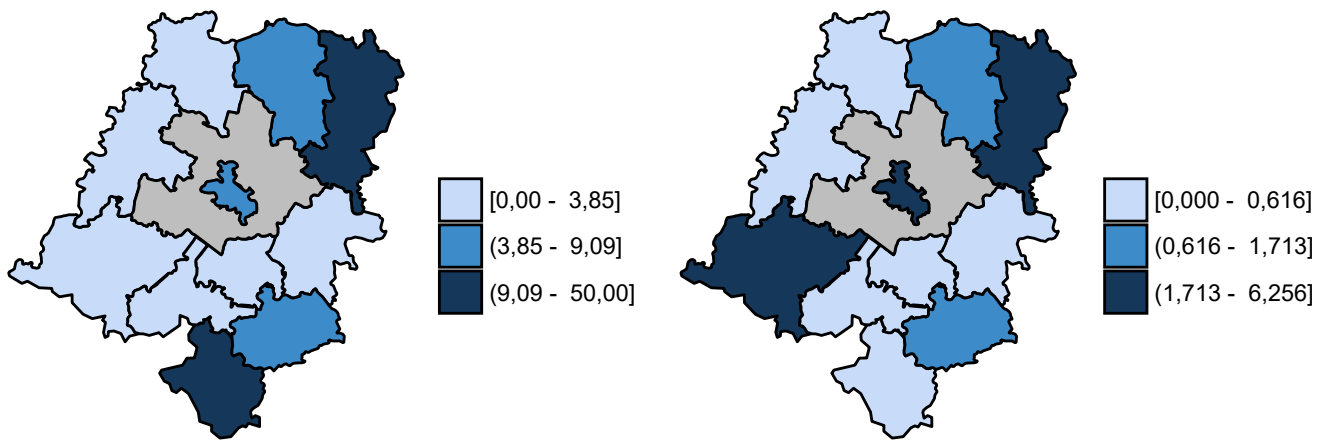 [0,00 -  3,85]
(3,85 -  9,09]
(9,09 - 50,00]
[0,000 -  0,616]
(0,616 -  1,713]
(1,713 -  6,256]